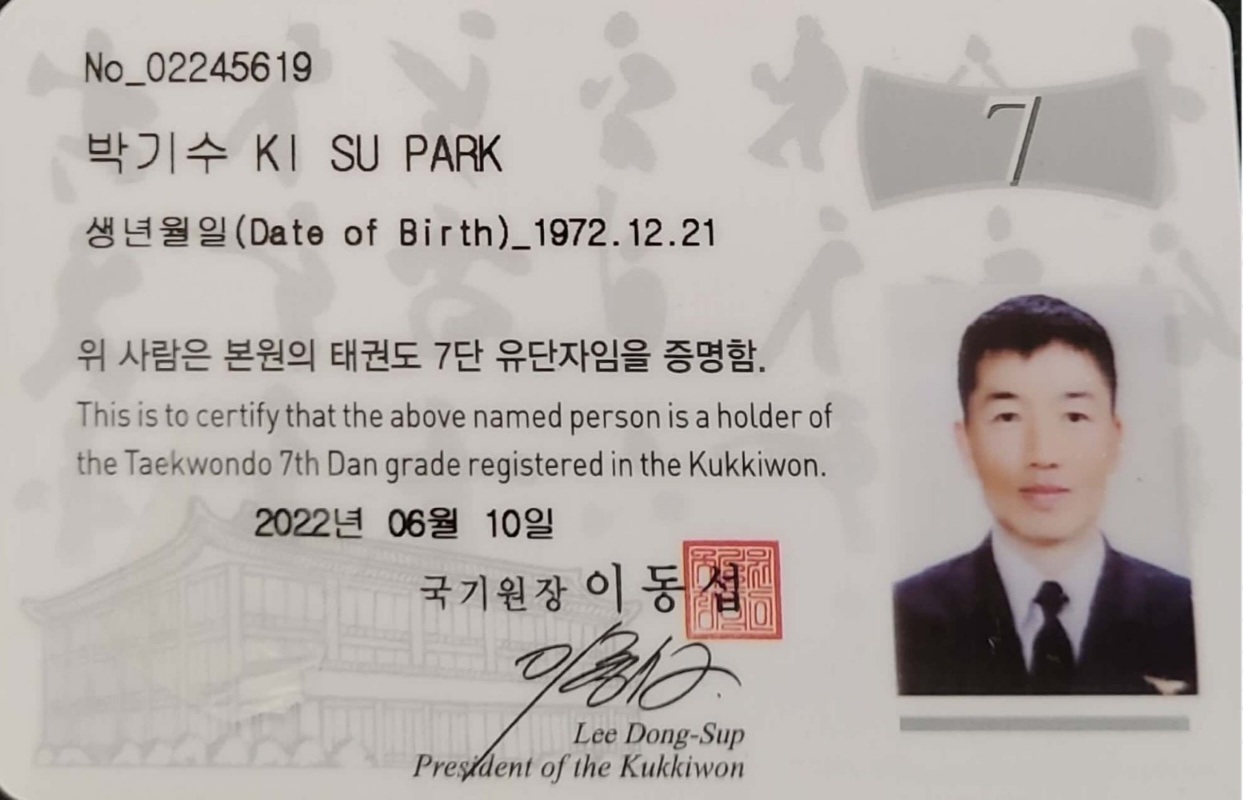 No_02245619
7
박기수 KI SU PARK
생년월일(Date of Birth)_1972.12.21
위 사람은 본원의 태권도 7단 유단자임을 증명함.
This is to certify that the above named person is a holder of
the Taekwondo 7th Dan grade registered in the Kukkiwon.
2022년 06월 10일
국기원장 이동섭
Lee Dong-Sup
President of the Kukkiwon